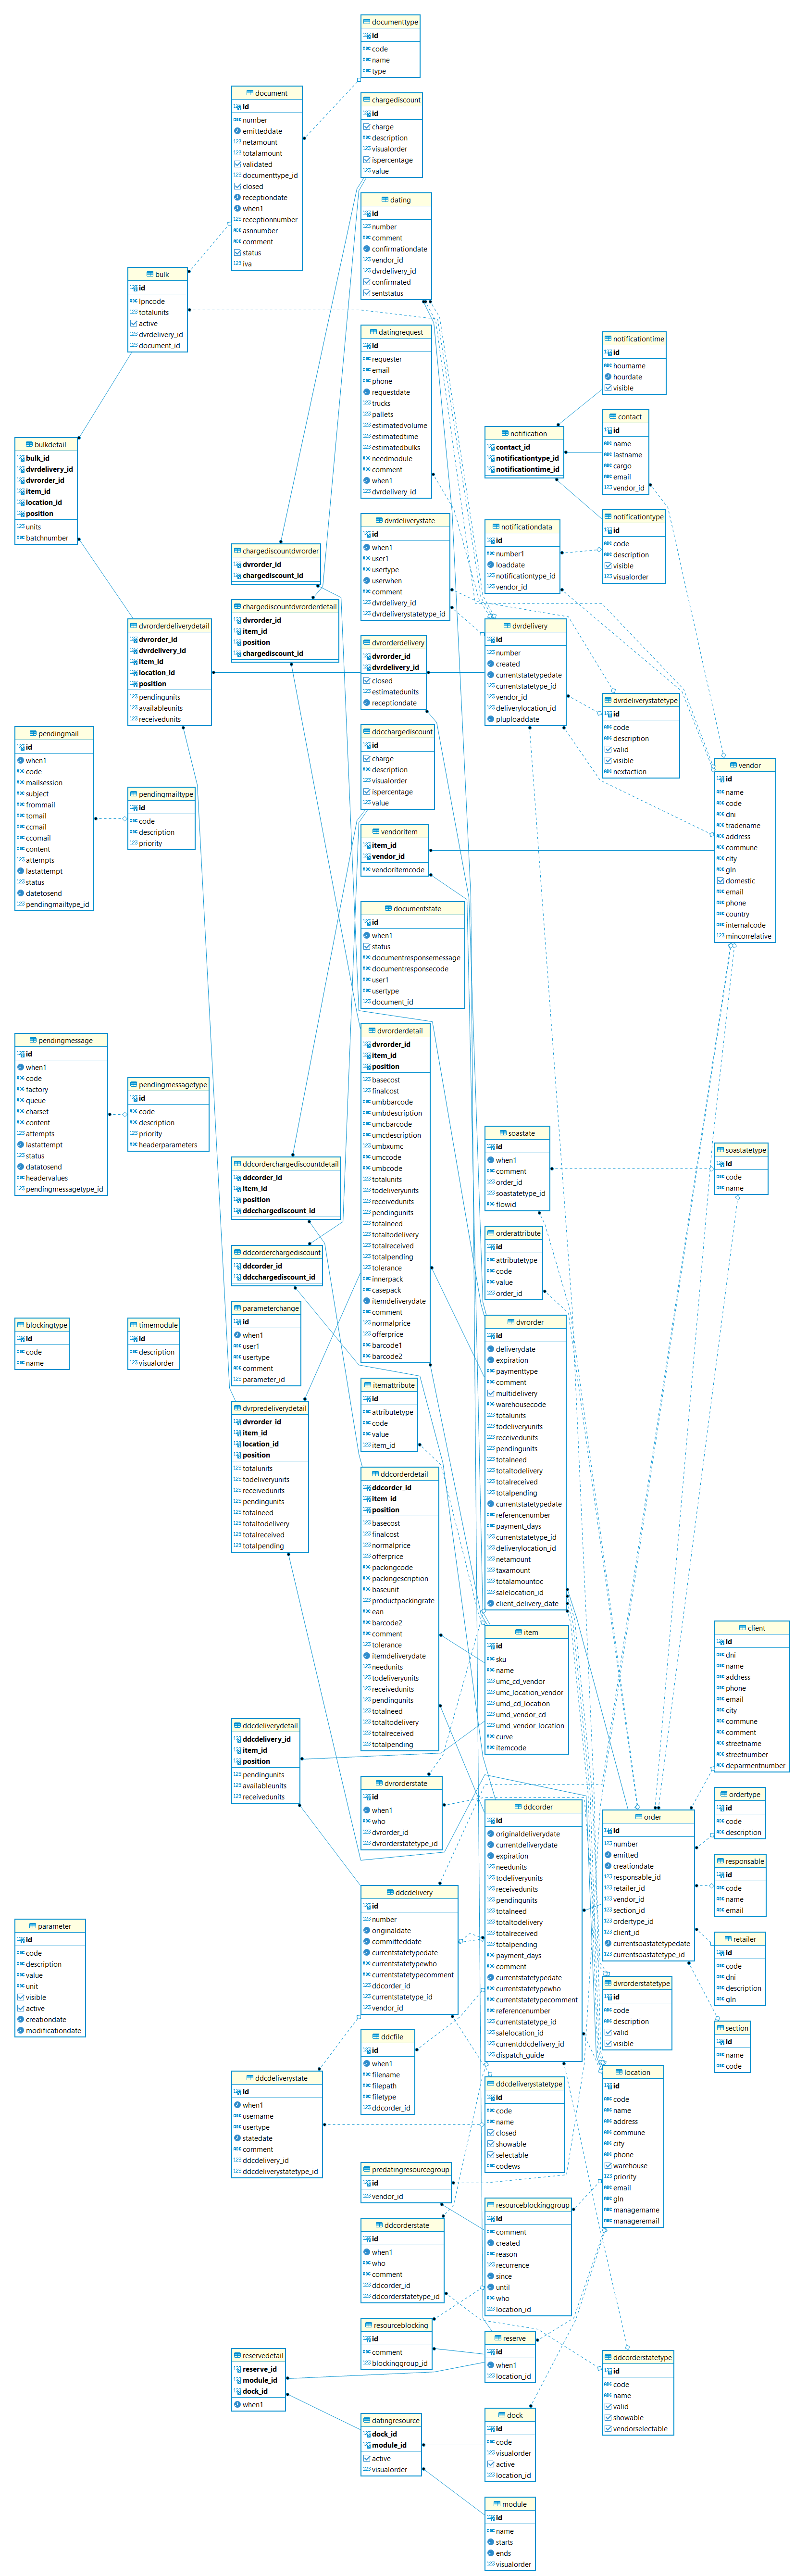 documenttype
id
code
name
type
document
id
number
emitteddate
netamount
totalamount
validated
documenttype_id
closed
receptiondate
when1
receptionnumber
asnnumber
comment
status
iva
chargediscount
id
charge
description
visualorder
ispercentage
value
dating
id
number
comment
confirmationdate
vendor_id
dvrdelivery_id
confirmed
sentstatus
bulk
id
lpncode
totalunits
active
dvrdelivery_id
document_id
datingrequest
id
requester
email
phone
requestdate
trucks
pallets
estimatedvolume
estimatedtime
estimatedbulks
needmodule
comment
when1
dvrdelivery_id
notificationtime
id
hourname
hourdate
visible
contact
id
name
lastname
cargo
email
vendor_id
notification
contact_id
notificationtype_id
notificationtime_id
bulkdetail
bulk_id
dvrdelivery_id
dvrorder_id
item_id
location_id
position
units
batchnumber
notificationtype
id
code
description
visible
visualorder
dvrdeliverystate
id
when1
user1
usertype
userwhen
comment
dvrdelivery_id
dvrdeliverystatetype_id
notificationdata
id
number1
loaddate
notificationtype_id
vendor_id
chargediscountdvrorder
dvrorder_id
chargediscount_id
chargediscountdvrorderdetail
dvrorder_id
item_id
position
chargediscount_id
dvrorderdeliverydetail
dvrorder_id
dvrdelivery_id
item_id
location_id
position
pendingunits
availableunits
receivedunits
dvrorderdelivery
dvrorder_id
dvrdelivery_id
closed
estimatedunits
receptiondate
dvrdelivery
id
number
created
currentstatetypedate
currentstatetype_id
vendor_id
deliverylocation_id
pluploaddate
dvrdeliverystatetype
id
code
description
valid
visible
nextaction
pendingmail
id
when1
code
mailsession
subject
frommail
tomail
ccmail
ccomail
content
attempts
lastattempt
status
datetosend
pendingmailtype_id
pendingmailtype
id
code
description
priority
ddcchargediscount
id
charge
description
visualorder
ispercentage
value
vendor
id
name
code
dni
tradename
address
commune
city
gln
domestic
email
phone
country
internalcode
mincorrelative
vendoritem
item_id
vendor_id
vendoritemcode
documentstate
id
when1
status
documentresponsemessage
documentresponsecode
user1
usertype
document_id
pendingmessage
id
when1
code
factory
queue
charset
content
attempts
lastattempt
status
datatosend
headervalues
pendingmessagetype_id
pendingmessagetype
id
code
description
priority
headerparameters
dvrorderdetail
dvrorder_id
item_id
position
basecost
finalcost
umbbarcode
umbdescription
umcbarcode
umcdescription
umbxumc
umccode
umbcode
totalunits
todeliveryunits
receivedunits
pendingunits
totalneed
totaltodelivery
totalreceived
totalpending
tolerance
innerpack
casepack
itemdeliverydate
comment
normalprice
offerprice
barcode1
barcode2
soastate
id
when1
comment
order_id
soastatetype_id
flowid
soastatetype
id
code
name
ddcorderchargediscountdetail
ddcorder_id
item_id
position
ddcchargediscount_id
orderattribute
id
attributetype
code
value
order_id
ddcorderchargediscount
ddcorder_id
ddcchargediscount_id
blockingtype
id
code
name
timemodule
id
description
visualorder
parameterchange
id
when1
user1
usertype
comment
parameter_id
dvrorder
id
deliverydate
expiration
paymenttype
comment
multidelivery
warehousecode
totalunits
todeliveryunits
receivedunits
pendingunits
totalneed
totaltodelivery
totalreceived
totalpending
currentstatetypedate
referencenumber
payment_days
currentstatetype_id
deliverylocation_id
netamount
taxamount
totalamountoc
salelocation_id
client_delivery_date
itemattribute
id
attributetype
code
value
item_id
dvrpredeliverydetail
dvrorder_id
item_id
location_id
position
totalunits
todeliveryunits
receivedunits
pendingunits
totalneed
totaltodelivery
totalreceived
totalpending
ddcorderdetail
ddcorder_id
item_id
position
basecost
finalcost
normalprice
offerprice
packingcode
packingescription
baseunit
productpackingrate
ean
barcode2
comment
tolerance
itemdeliverydate
needunits
todeliveryunits
receivedunits
pendingunits
totalneed
totaltodelivery
totalreceived
totalpending
item
id
sku
name
umc_cd_vendor
umc_location_vendor
umd_cd_location
umd_vendor_cd
umd_vendor_location
curve
itemcode
client
id
dni
name
address
phone
email
city
commune
comment
streetname
streetnumber
deparmentnumber
ddcdeliverydetail
ddcdelivery_id
item_id
position
pendingunits
availableunits
receivedunits
dvrorderstate
id
when1
who
dvrorder_id
dvrorderstatetype_id
ddcorder
id
originaldeliverydate
currentdeliverydate
expiration
needunits
todeliveryunits
receivedunits
pendingunits
totalneed
totaltodelivery
totalreceived
totalpending
payment_days
comment
currentstatetypedate
currentstatetypewho
currentstatetypecomment
referencenumber
currentstatetype_id
salelocation_id
currentddcdelivery_id
dispatch_guide
order
id
number
emitted
creationdate
responsable_id
retailer_id
vendor_id
section_id
ordertype_id
client_id
currentsoastatetypedate
currentsoastatetype_id
ordertype
id
code
description
responsable
id
code
name
email
ddcdelivery
id
number
originaldate
committeddate
currentstatetypedate
currentstatetypewho
currentstatetypecomment
ddcorder_id
currentstatetype_id
vendor_id
parameter
id
code
description
value
unit
visible
active
creationdate
modificationdate
retailer
id
code
dni
description
gln
dvrorderstatetype
id
code
description
valid
visible
section
id
name
code
ddcfile
id
when1
filename
filepath
filetype
ddcorder_id
ddcdeliverystate
id
when1
username
usertype
statedate
comment
ddcdelivery_id
ddcdeliverystatetype_id
ddcdeliverystatetype
id
code
name
closed
showable
selectable
codews
location
id
code
name
address
commune
city
phone
warehouse
priority
email
gln
managername
manageremail
predatingresourcegroup
id
vendor_id
resourceblockinggroup
id
comment
created
reason
recurrence
since
until
who
location_id
ddcorderstate
id
when1
who
comment
ddcorder_id
ddcorderstatetype_id
resourceblocking
id
comment
blockinggroup_id
reserve
id
when1
location_id
reservedetail
reserve_id
module_id
dock_id
when1
ddcorderstatetype
id
code
name
valid
showable
vendorselectable
datingresource
dock_id
module_id
active
visualorder
dock
id
code
visualorder
active
location_id
module
id
name
starts
ends
visualorder